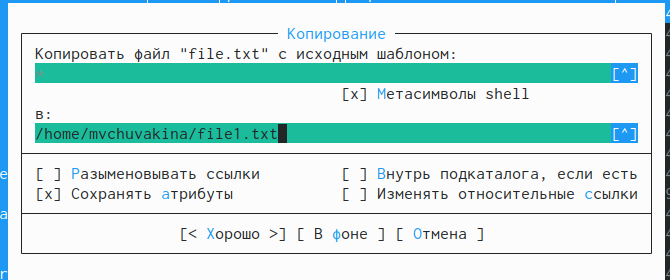 Копирование
Копировать файл "file.txt" с исходным шаблоном:
[^]
[x] Метасимволы shell
в:
/home/mvchuvakina/file1.txt [^]
[ ] Разыменовывать ссылки [ ] Внутрь подкаталога, если есть
[x] Сохранять атрибуты [ ] Изменять относительные ссылки
[< Хорошо >] [ В фоне ] [ Отмена ]